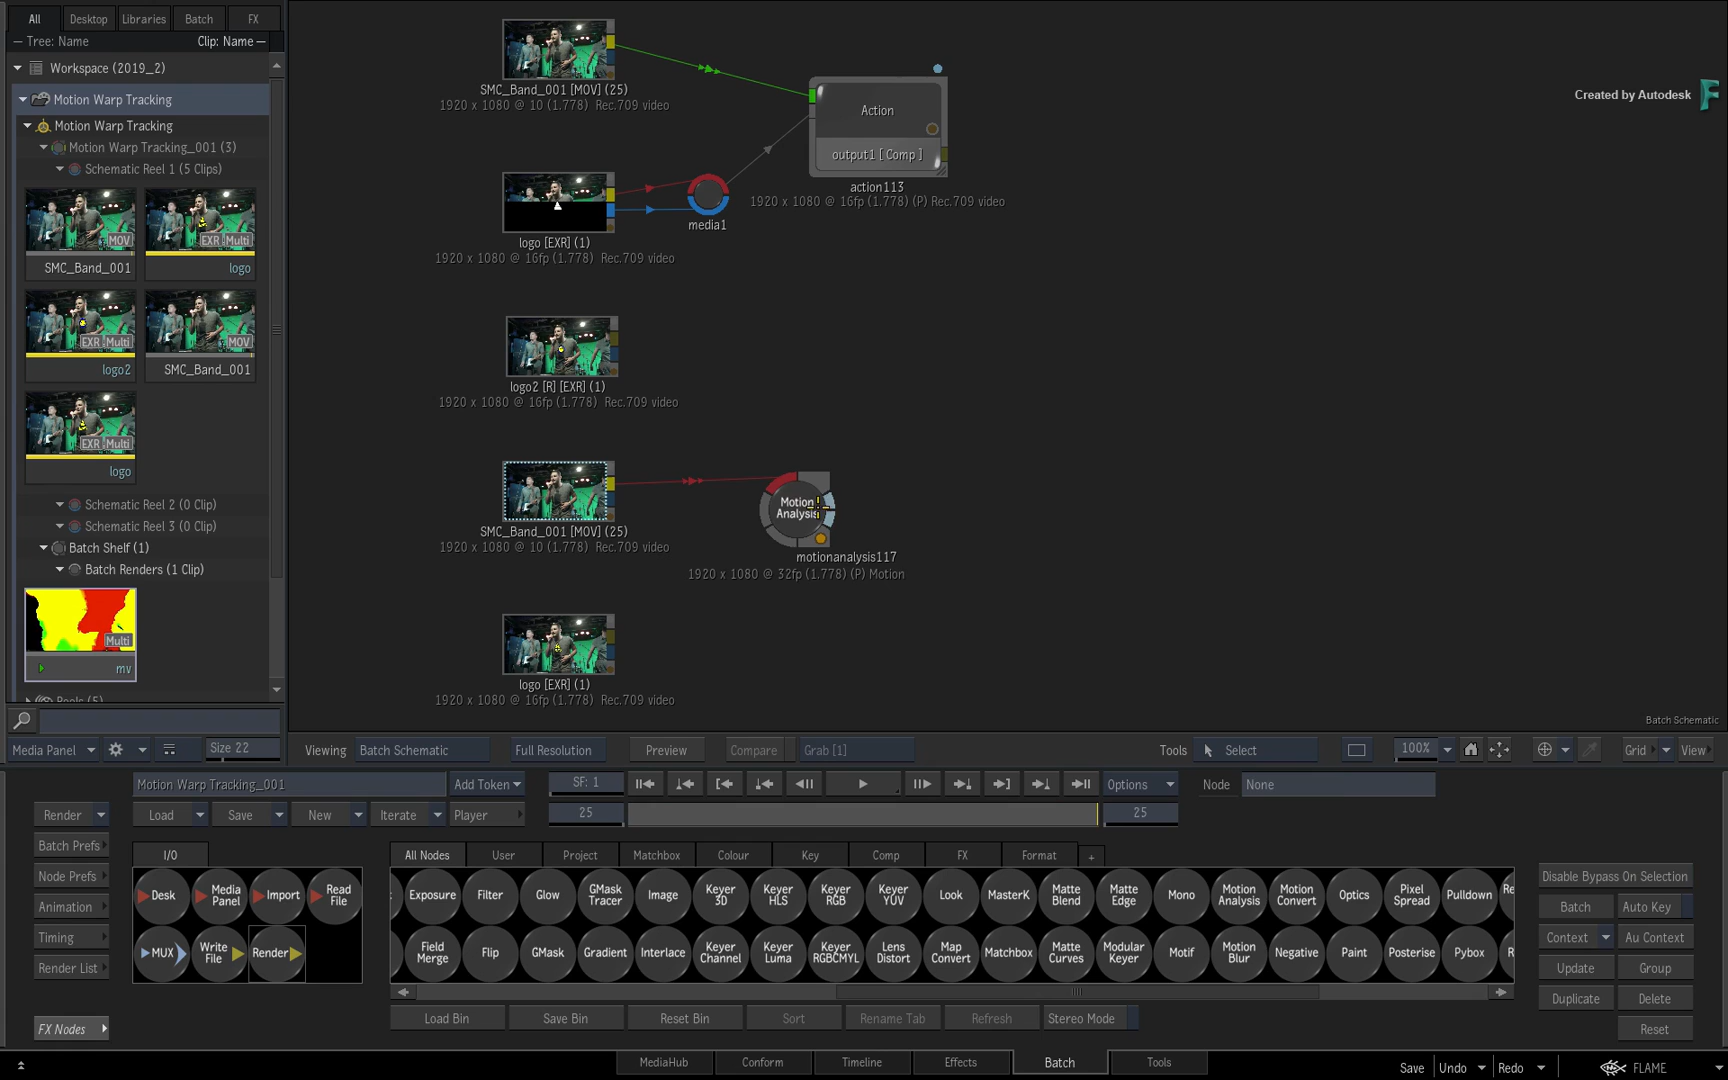 All
Desktop
Libraries
Batch
FX
Tree: Name
Clip: Name
Workspace (2019_2)
Motion Warp Tracking
Motion Warp Tracking
Motion Warp Tracking_001 (3)
Schematic Reel 1 (5 Clips)
MOV
EXR Multi
SMC_Band_001
logo
EXR Multi
MOV
logo2
SMC_Band_001
EXR Multi
logo
Schematic Reel 2 (0 Clip)
Schematic Reel 3 (0 Clip)
Batch Shelf (1)
Batch Renders (1 Clip)
Multi
mv
Reels (5)
SMC_Band_001 [MOV] (25)
1920 x 1080 @ 10 (1.778) Rec.709 video
Action
output1 [ Comp ]
action113
1920 x 1080 @ 16fp (1.778) (P) Rec.709 video
media1
logo [EXR] (1)
1920 x 1080 @ 16fp (1.778) Rec.709 video
logo2 [R] [EXR] (1)
1920 x 1080 @ 16fp (1.778) Rec.709 video
SMC_Band_001 [MOV] (25)
1920 x 1080 @ 10 (1.778) Rec.709 video
Motion
Analysis
motionanalysis117
1920 x 1080 @ 32fp (1.778) (P) Motion
logo [EXR] (1)
1920 x 1080 @ 16fp (1.778) Rec.709 video
Created by Autodesk
Batch Schematic
Media Panel
Size 22
Viewing
Batch Schematic
Full Resolution
Preview
Compare
Grab [1]
Tools
Select
100%
Grid
View
Motion Warp Tracking_001
Add Token
SF: 1
Options
Node
None
Render
Load
Save
New
Iterate
Player
25
25
Batch Prefs
Node Prefs
Animation
Timing
Render List
FX Nodes
I/O
Desk
Media
Panel
Import
Read
File
MUX
Write
File
Render
All Nodes
User
Project
Matchbox
Colour
Key
Comp
FX
Format
+
Exposure
Filter
Glow
GMask
Tracer
Image
Keyer
3D
Keyer
HLS
Keyer
RGB
Keyer
YUV
Look
MasterK
Matte
Blend
Matte
Edge
Mono
Motion
Analysis
Motion
Convert
Optics
Pixel
Spread
Pulldown
Re
Field
Merge
Flip
GMask
Gradient
Interlace
Keyer
Channel
Keyer
Luma
Keyer
RGBCMYL
Lens
Distort
Map
Convert
Matchbox
Matte
Curves
Modular
Keyer
Motif
Motion
Blur
Negative
Paint
Posterise
Pybox
R
Load Bin
Save Bin
Reset Bin
Sort
Rename Tab
Refresh
Stereo Mode
Disable Bypass On Selection
Batch
Auto Key
Context
Au Context
Update
Group
Duplicate
Delete
Reset
MediaHub
Conform
Timeline
Effects
Batch
Tools
Save
Undo
Redo
FLAME